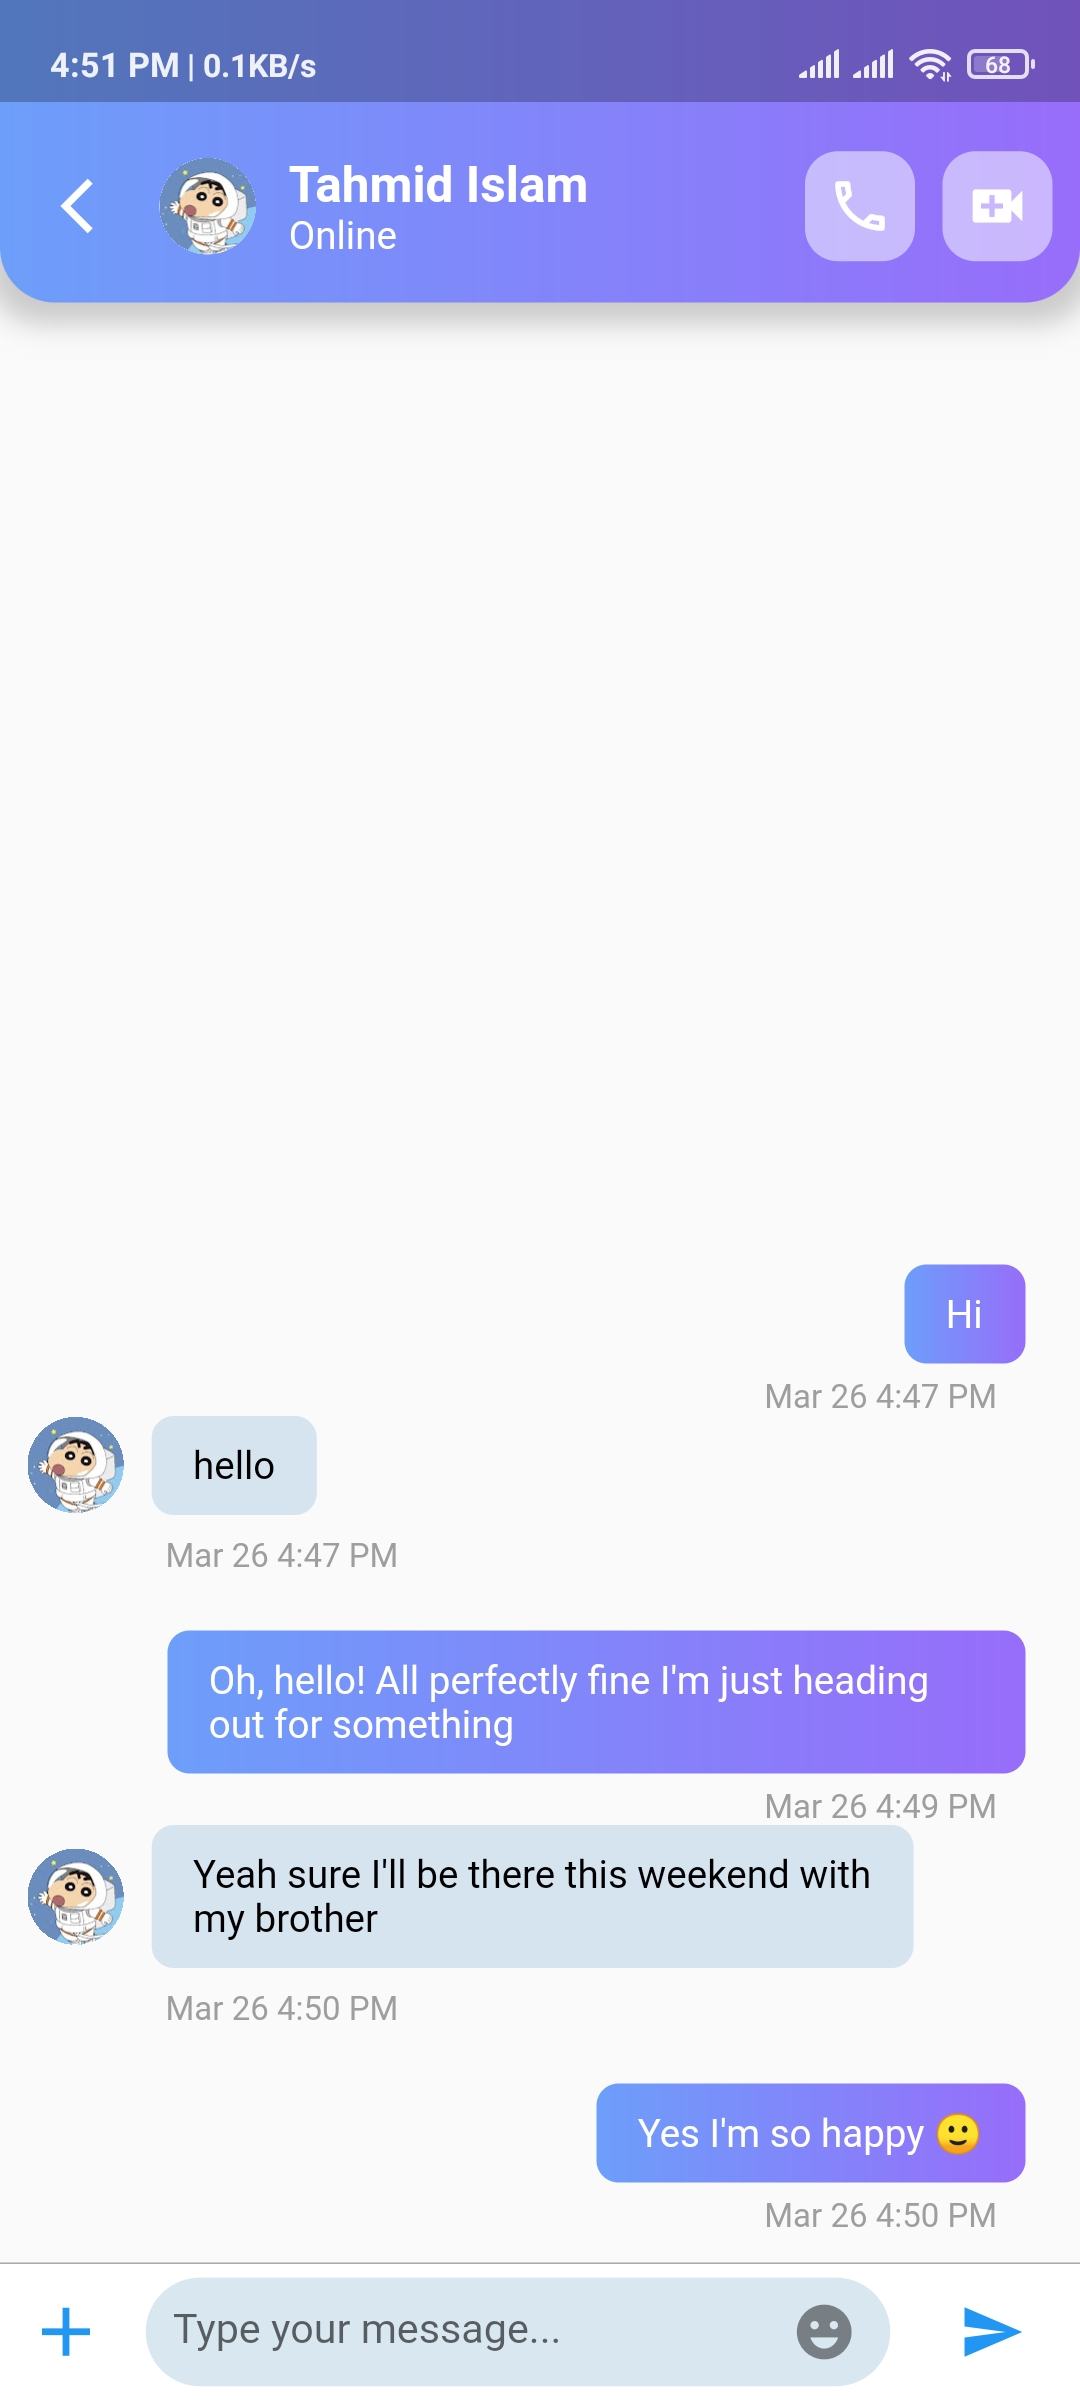 4:51 PM | 0.1KB/s
68
Tahmid Islam
Online
Hi
Mar 26 4:47 PM
hello
Mar 26 4:47 PM
Oh, hello! All perfectly fine I'm just heading
out for something
Mar 26 4:49 PM
Yeah sure I'll be there this weekend with
my brother
Mar 26 4:50 PM
Yes I'm so happy 🙂
Mar 26 4:50 PM
Type your message...